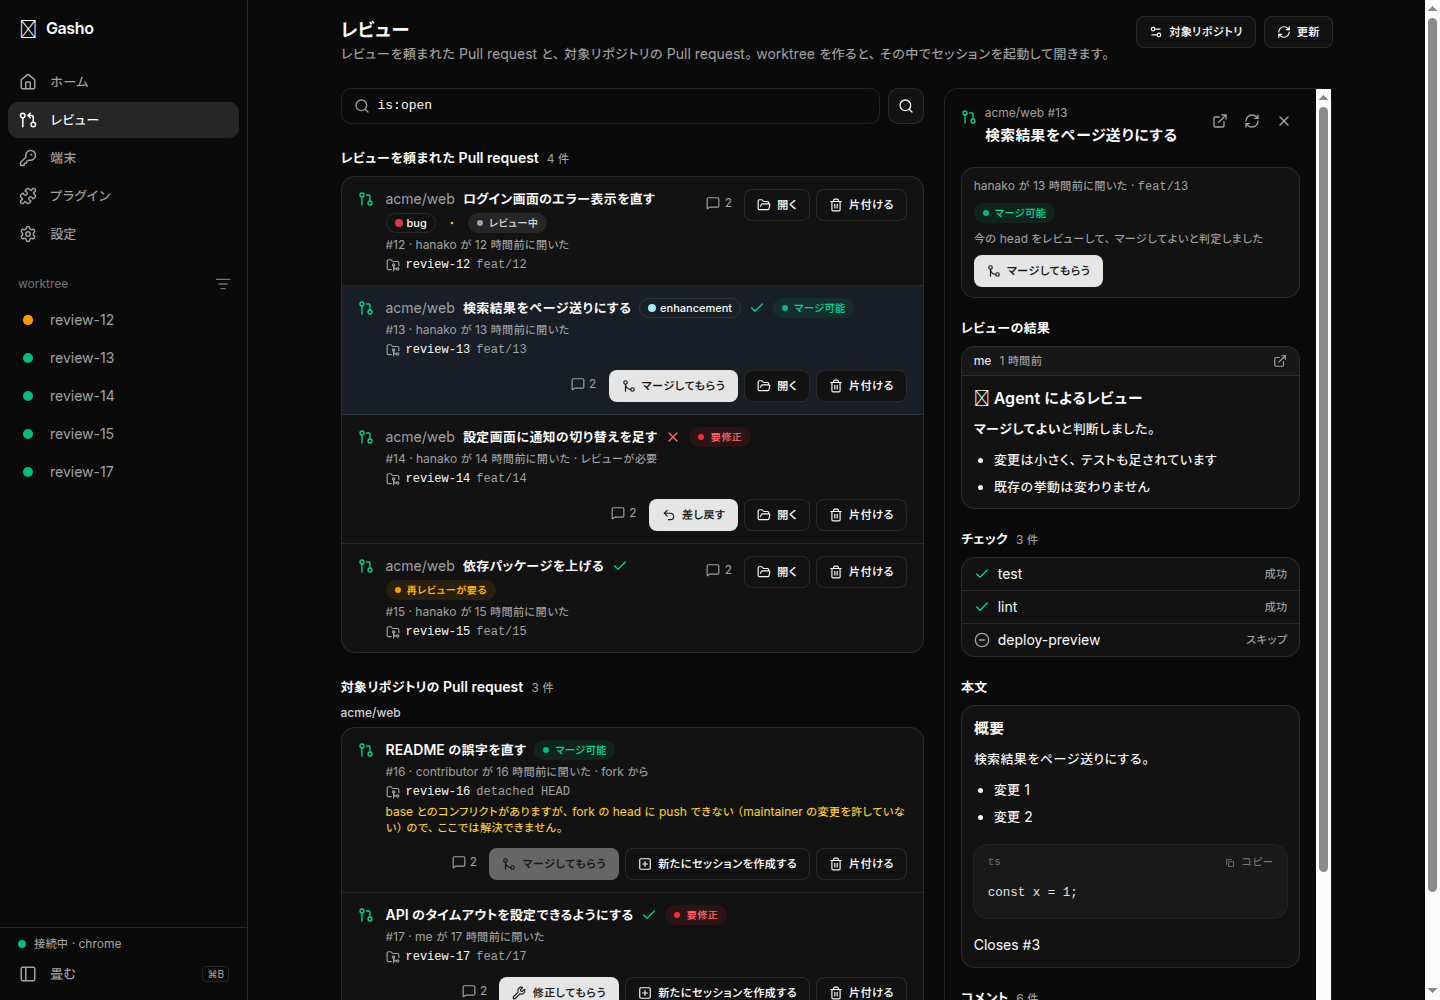 Gasho
ホーム
レビュー
端末
プラグイン
設定
worktree
review-12
review-13
review-14
review-15
review-17
接続中 · chrome
畳む
⌘B
レビュー
レビューを頼まれた Pull request と、対象リポジトリの Pull request。worktree を作ると、その中でセッションを起動して開きます。
対象リポジトリ
更新
is:open
レビューを頼まれた Pull request 4 件
acme/web ログイン画面のエラー表示を直す
2
開く
片付ける
bug
レビュー中
#12 · hanako が 12 時間前に開いた
review-12 feat/12
acme/web 検索結果をページ送りにする enhancement マージ可能
#13 · hanako が 13 時間前に開いた
review-13 feat/13
2
マージしてもらう
開く
片付ける
acme/web 設定画面に通知の切り替えを足す 要修正
#14 · hanako が 14 時間前に開いた · レビューが必要
review-14 feat/14
2
差し戻す
開く
片付ける
acme/web 依存パッケージを上げる
2
開く
片付ける
再レビューが要る
#15 · hanako が 15 時間前に開いた
review-15 feat/15
対象リポジトリの Pull request 3 件
acme/web
README の誤字を直す マージ可能
#16 · contributor が 16 時間前に開いた · fork から
review-16 detached HEAD
base とのコンフリクトがありますが、fork の head に push できない（maintainer の変更を許していな
い）ので、ここでは解決できません。
2
マージしてもらう
新たにセッションを作成する
片付ける
API のタイムアウトを設定できるようにする 要修正
#17 · me が 17 時間前に開いた
review-17 feat/17
2
修正してもらう
新たにセッションを作成する
片付ける
acme/web #13
検索結果をページ送りにする
hanako が 13 時間前に開いた · feat/13
マージ可能
今の head をレビューして、マージしてよいと判定しました
マージしてもらう
レビューの結果
me 1 時間前
Agent によるレビュー
マージしてよいと判断しました。
変更は小さく、テストも足されています
既存の挙動は変わりません
チェック 3 件
test 成功
lint 成功
deploy-preview スキップ
本文
概要
検索結果をページ送りにする。
変更 1
変更 2
ts
コピー
const x = 1;
Closes #3
コメント 6 件